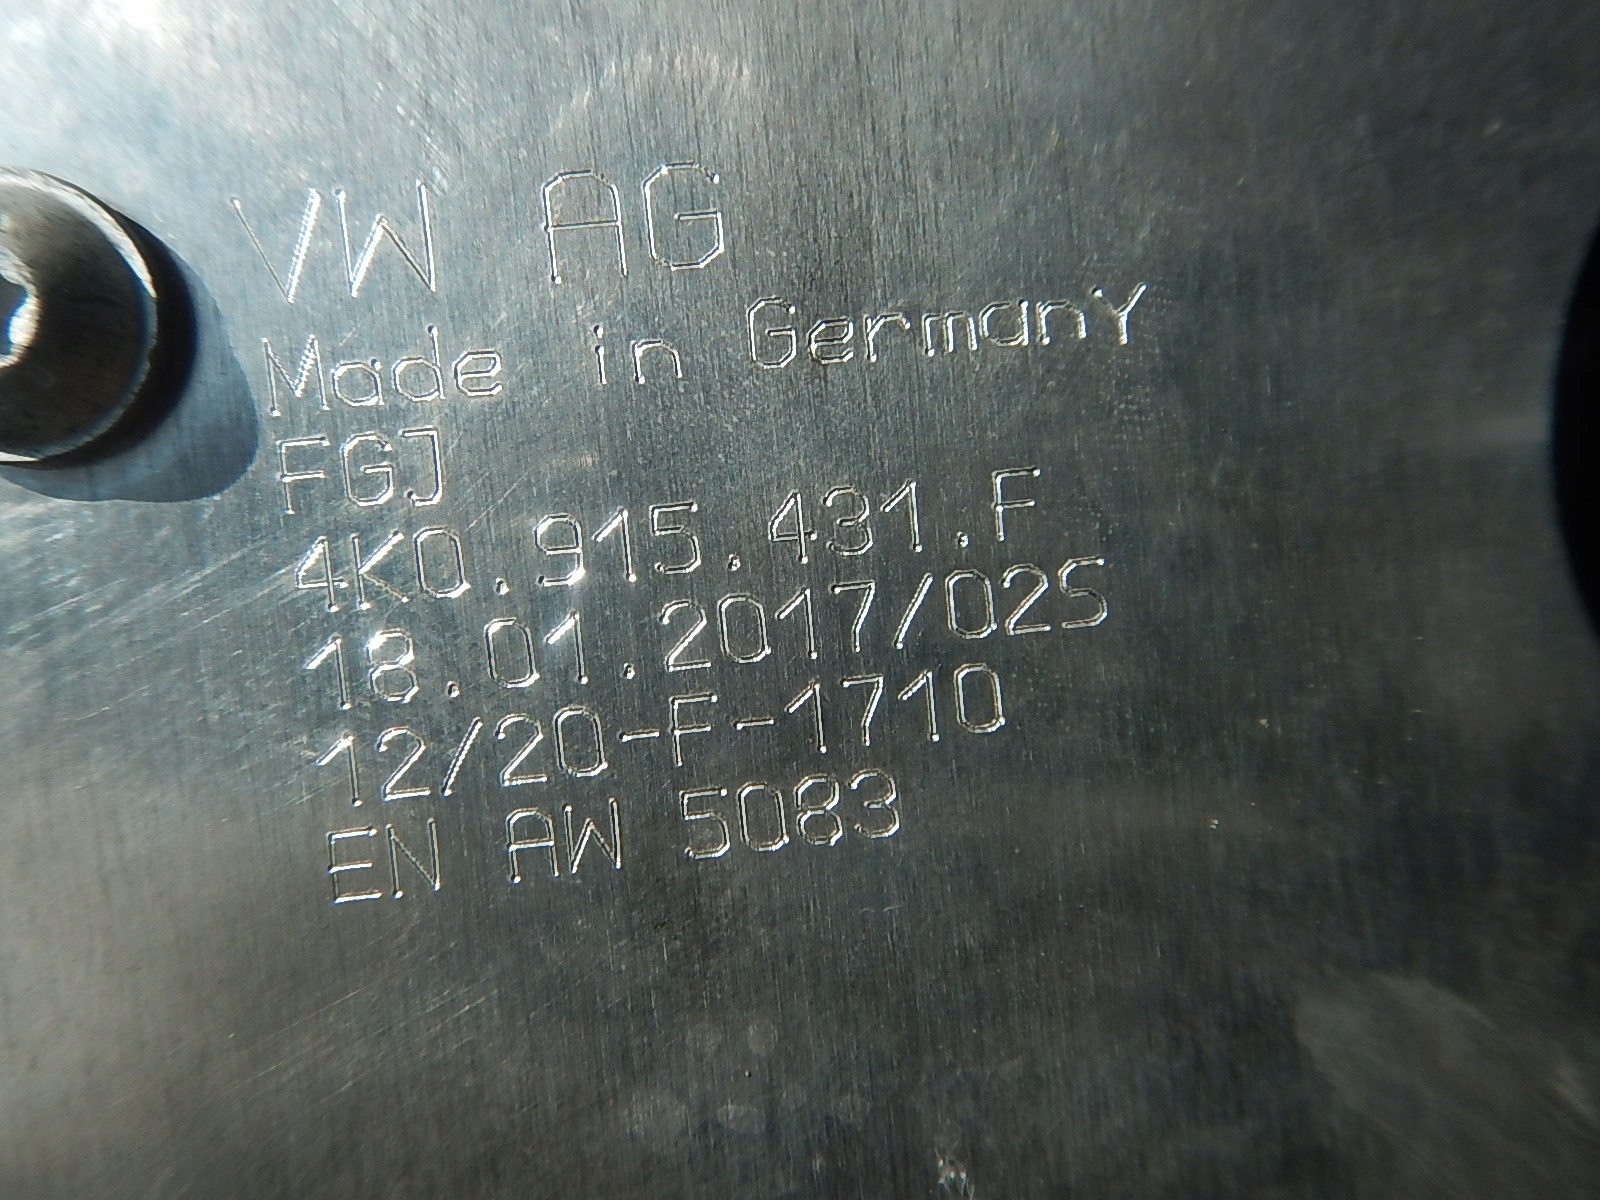 VW AG
Made in GermanY
FGJ
4K0.915.431.F
18.01.2017/02S
12/20-F-1710
EN AW 5083